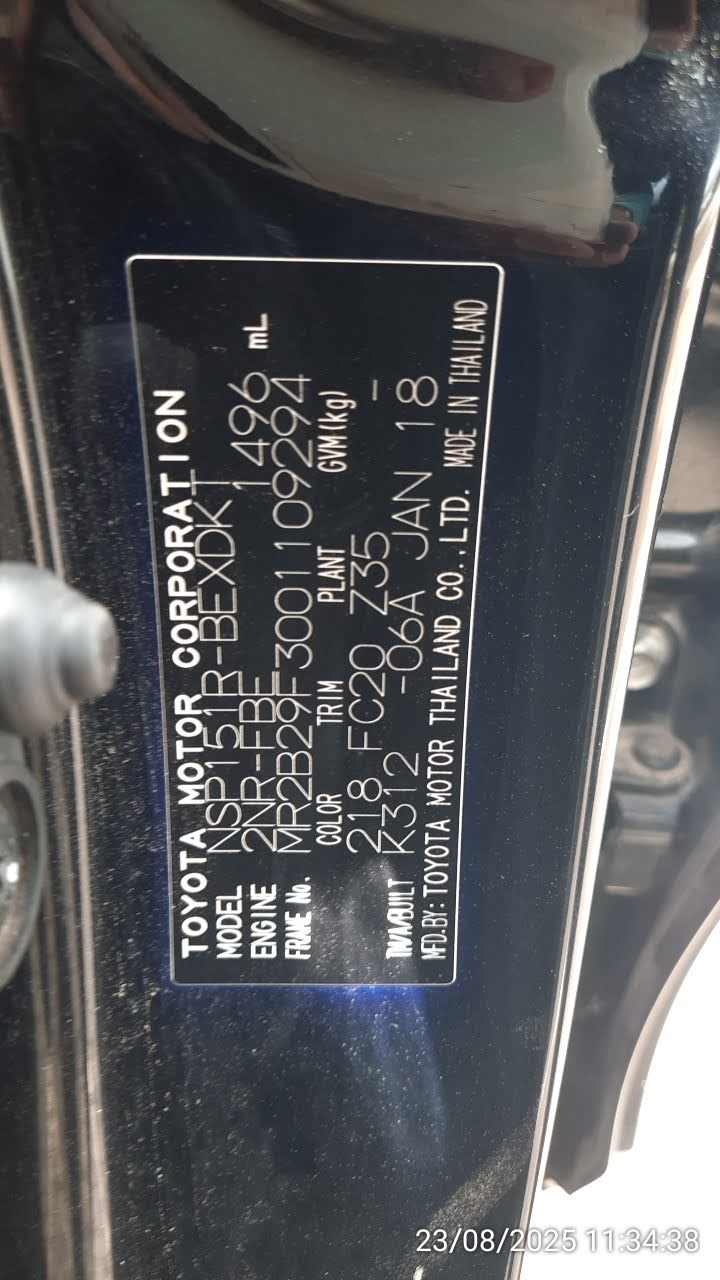 TOYOTA MOTOR CORPORATION
MODEL NSP151R-BEXDKT
ENGINE 2NR-FBE 1496 mL
FRAME No. MR2B29F3001109294
COLOR TRIM PLANT GVM(kg)
218 FC20 Z35 -
TM/A/BUILT K312 -06A JAN 18
MFD.BY: TOYOTA MOTOR THAILAND CO.,LTD. MADE IN THAILAND
23/08/2025 11:34:38